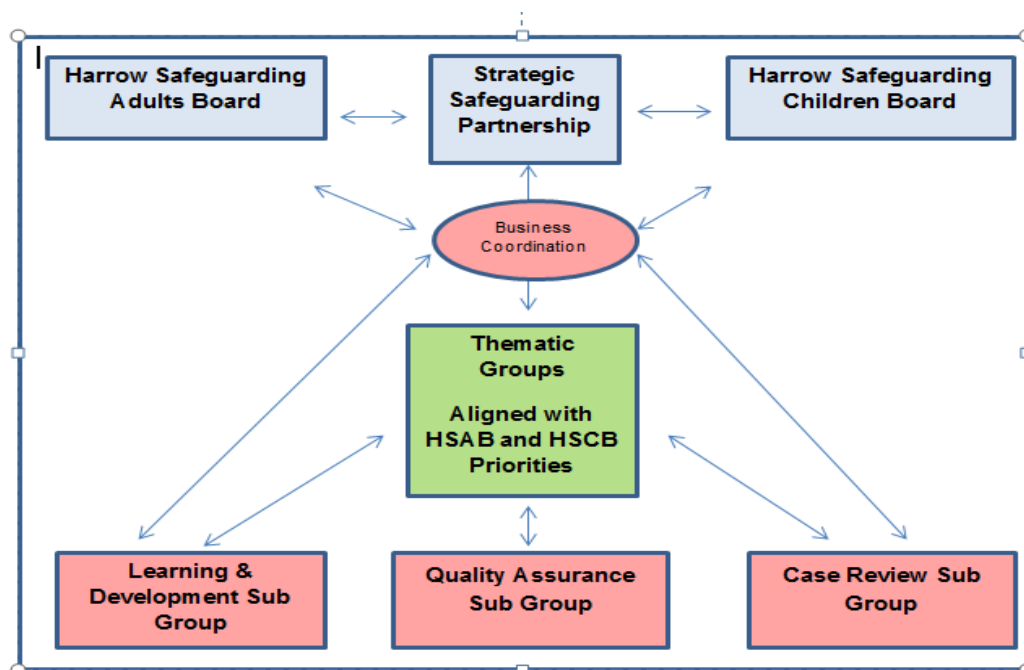 Harrow Safeguarding
Adults Board
Strategic
Safeguarding
Partnership
Harrow Safeguarding
Children Board
Business
Coordination
Thematic
Groups
Aligned with
HSAB and HSCB
Priorities
Learning &
Development Sub
Group
Quality Assurance
Sub Group
Case Review Sub
Group